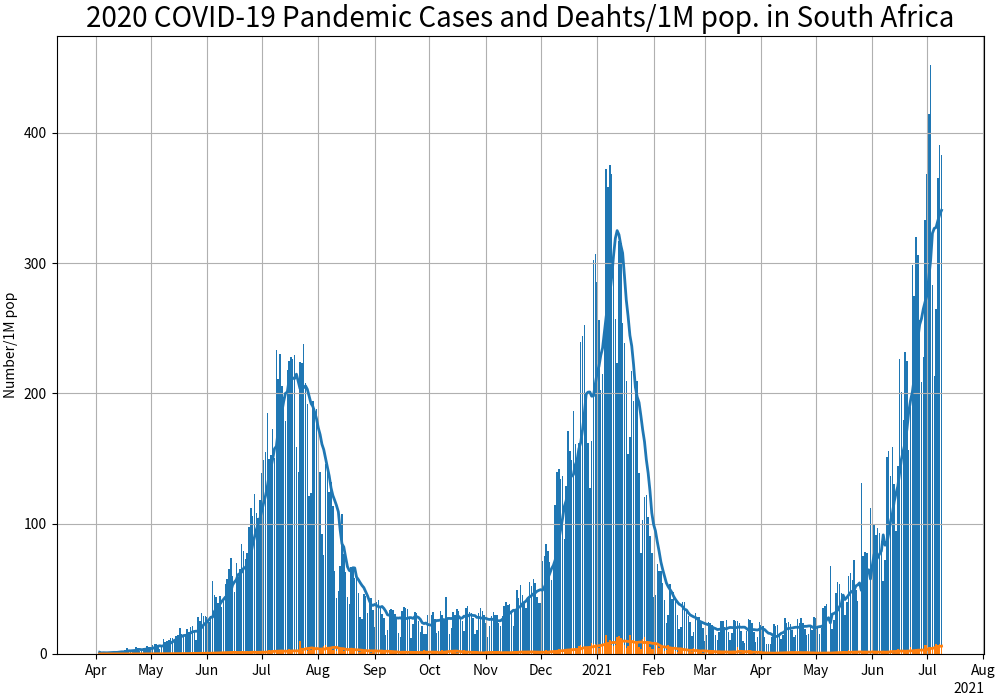 2020 COVID-19 Pandemic Cases and Deahts/1M pop. in South Africa
Number/1M pop
400
300
200
100
0
Apr May Jun Jul Aug Sep Oct Nov Dec 2021 Feb Mar Apr May Jun Jul Aug
2021